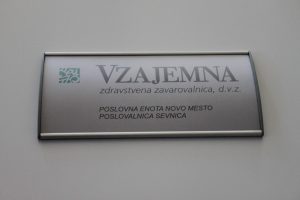 VZAJEMNA
zdravstvena zavarovalnica, d.v.z.
POSLOVNA ENOTA NOVO MESTO
POSLOVALNICA SEVNICA